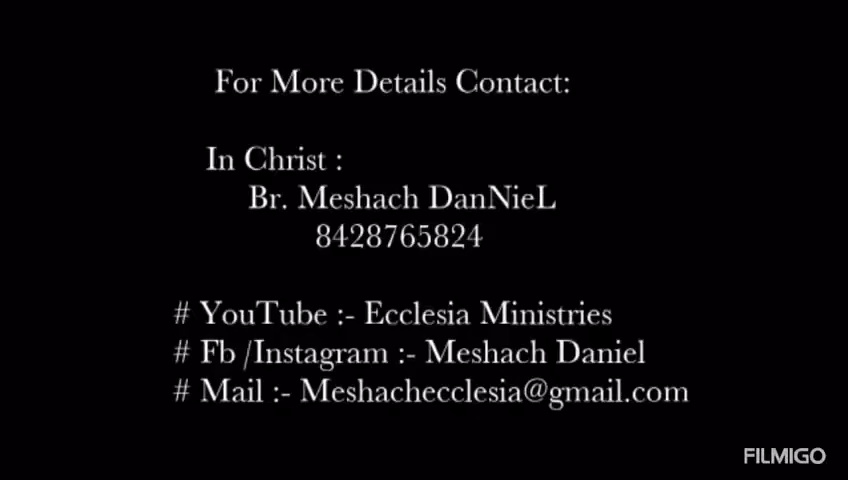 For More Details Contact:
In Christ :
Br. Meshach DanNieL
8428765824
# YouTube :- Ecclesia Ministries
# Fb /Instagram :- Meshach Daniel
# Mail :- Meshachecclesia@gmail.com
FILMIGO